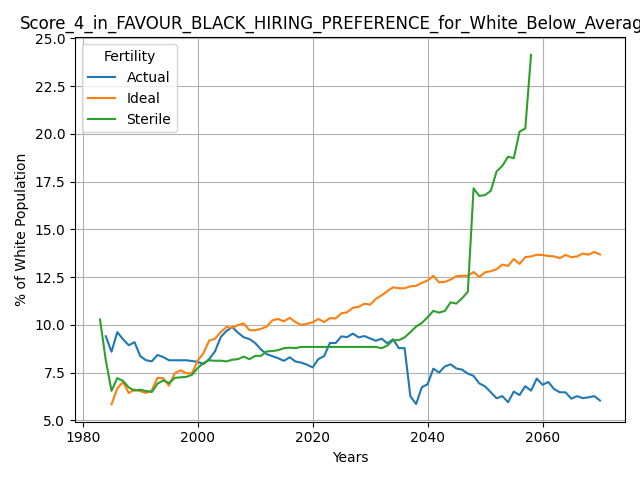 Score_4_in_FAVOUR_BLACK_HIRING_PREFERENCE_for_White_Below_Averag
25.0
22.5
20.0
17.5
15.0
12.5
10.0
7.5
5.0
% of White Population
Fertility
Actual
Ideal
Sterile
1980
2000
2020
2040
2060
Years